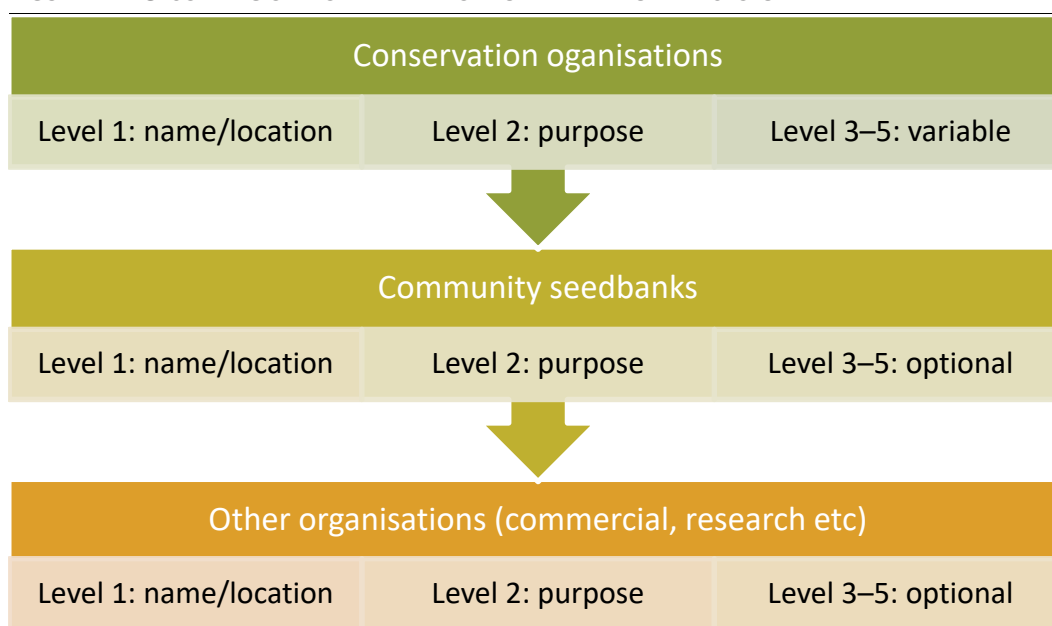 Conservation oganisations
Level 1: name/location Level 2: purpose Level 3–5: variable
Community seedbanks
Level 1: name/location Level 2: purpose Level 3–5: optional
Other organisations (commercial, research etc)
Level 1: name/location Level 2: purpose Level 3–5: optional